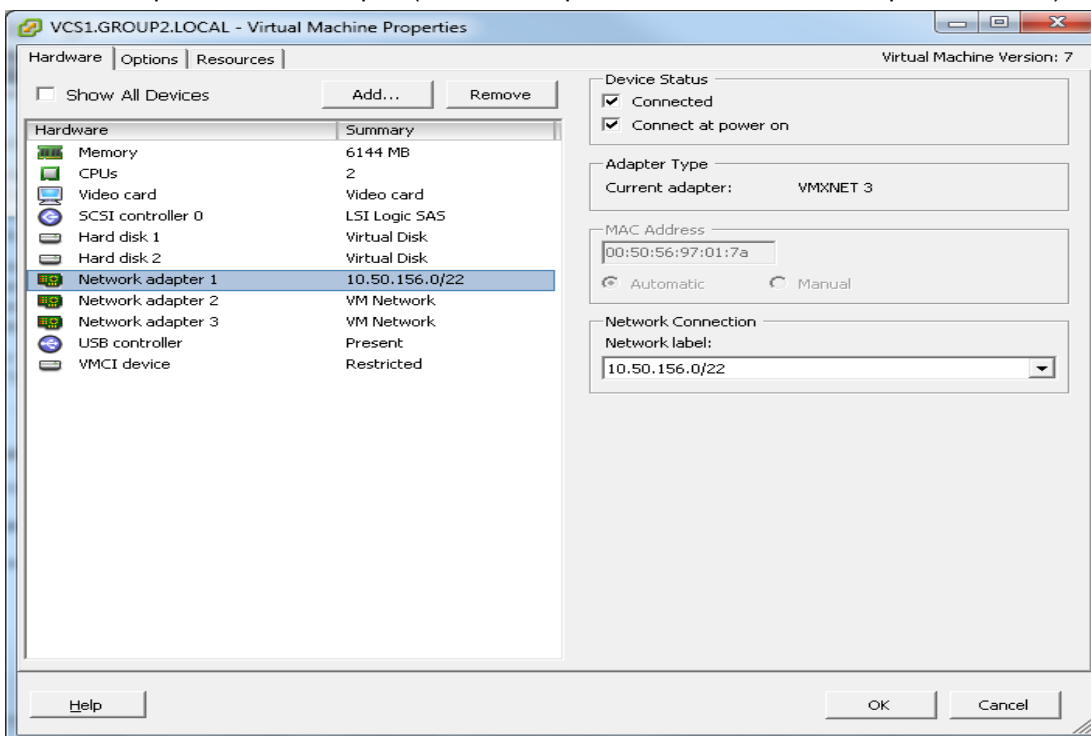 VCS1.GROUP2.LOCAL - Virtual Machine Properties
Hardware Options Resources Virtual Machine Version: 7
Show All Devices Add... Remove
Hardware Summary
Memory 6144 MB
CPUs 2
Video card Video card
SCSI controller 0 LSI Logic SAS
Hard disk 1 Virtual Disk
Hard disk 2 Virtual Disk
Network adapter 1 10.50.156.0/22
Network adapter 2 VM Network
Network adapter 3 VM Network
USB controller Present
VMCI device Restricted
Device Status
Connected
Connect at power on
Adapter Type
Current adapter: VMXNET 3
MAC Address
00:50:56:97:01:7a
Automatic Manual
Network Connection
Network label:
10.50.156.0/22
Help OK Cancel